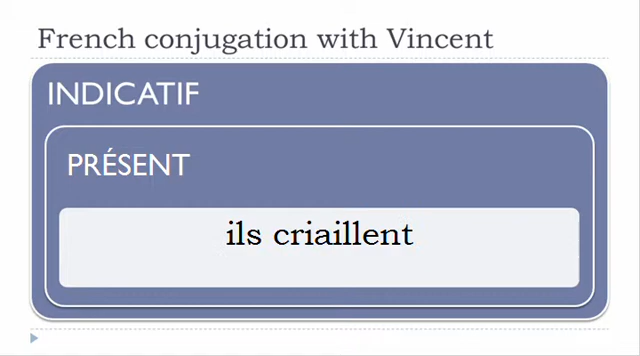 French conjugation with Vincent
INDICATIF
PRÉSENT
ils criaillent